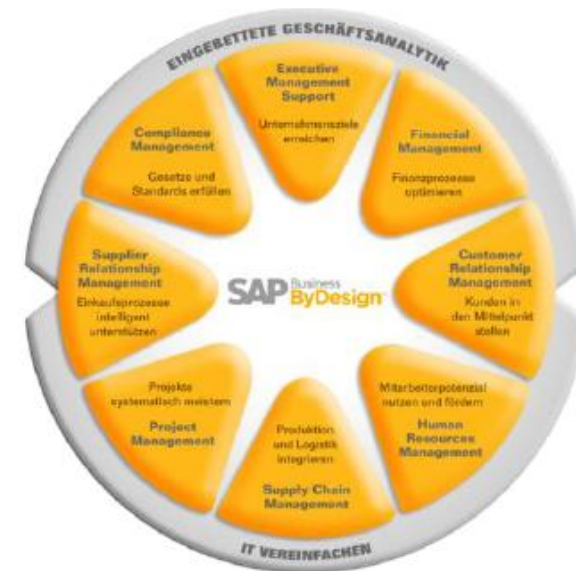 EINGEBETTETE GESCHÄFTSANALYTIK
Executive
Management
Support
Unternehmensziele
erreichen
Financial
Management
Finanzprozesse
optimieren
Customer
Relationship
Management
Kunden in
den Mittelpunkt
stellen
Mitarbeiterpotenzial
nutzen und fördern
Human
Resources
Management
Produktion
und Logistik
integrieren
Supply Chain
Management
Projekte
systematisch meistern
Project
Management
Supplier
Relationship
Management
Einkaufsprozesse
intelligent
unterstützen
Compliance
Management
Gesetze und
Standards erfüllen
SAP Business
ByDesign
IT VEREINFACHEN